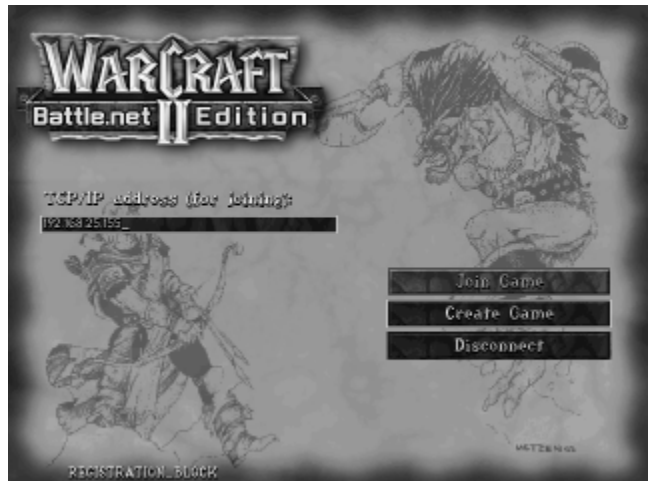 WARCRAFT
Battle.net II Edition
TCP/IP address (for joining):
192.168.25.155_
Join Game
Create Game
Disconnect
REGISTRATION_BLOCK